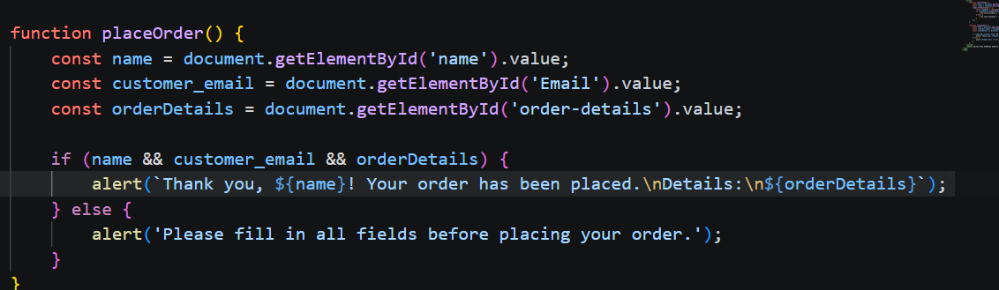 function placeOrder() {
    const name = document.getElementById('name').value;
    const customer_email = document.getElementById('Email').value;
    const orderDetails = document.getElementById('order-details').value;

    if (name && customer_email && orderDetails) {
        alert(`Thank you, ${name}! Your order has been placed.\nDetails:\n${orderDetails}`);
    } else {
        alert('Please fill in all fields before placing your order.');
    }
}